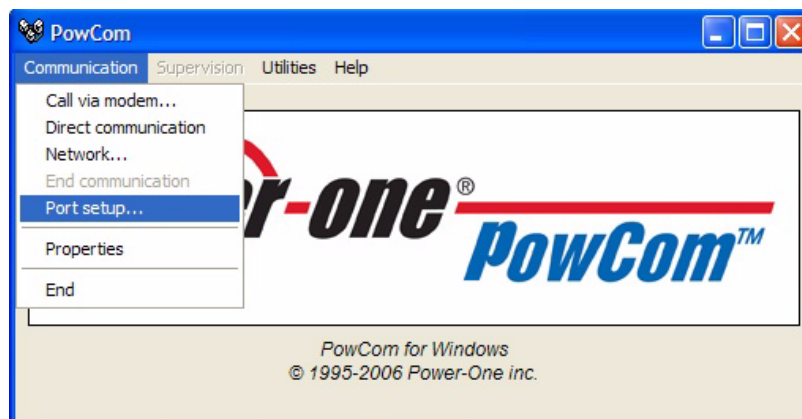 PowCom
Communication Supervision Utilities Help
Call via modem...
Direct communication
Network...
End communication
Port setup...
Properties
End
r-one®
PowCom™
PowCom for Windows
© 1995-2006 Power-One inc.